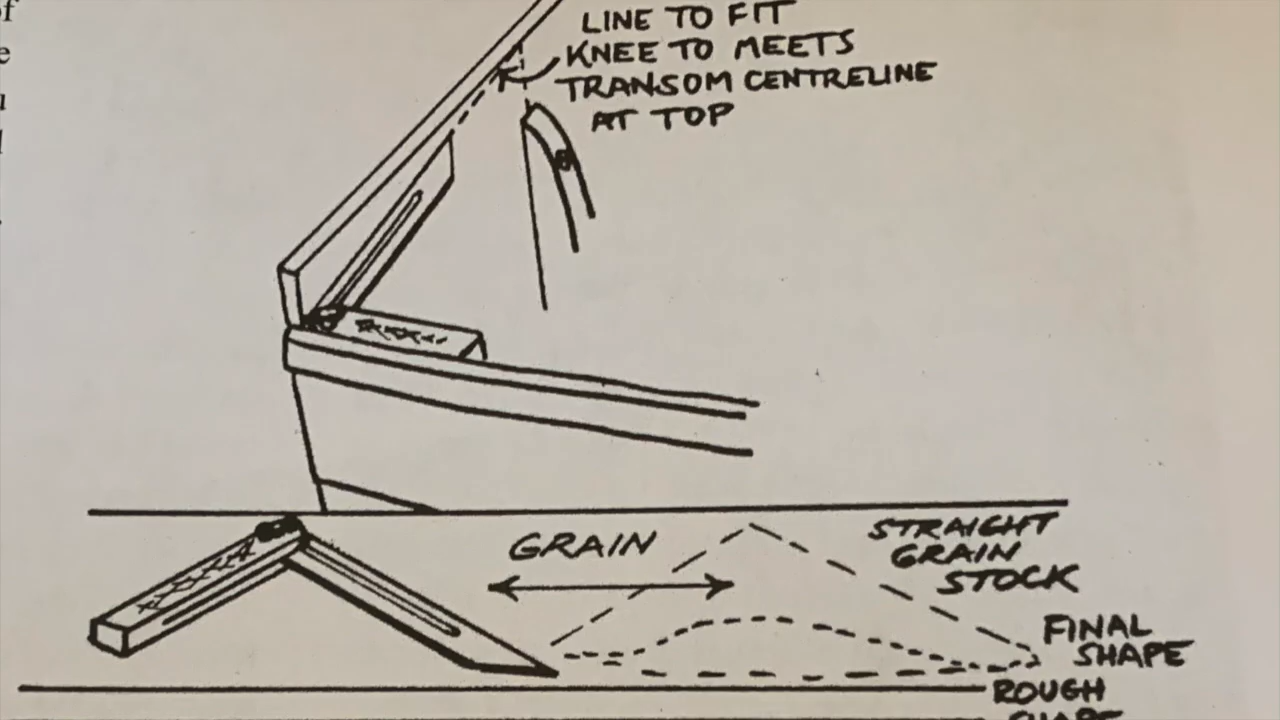 LINE TO FIT
KNEE TO MEETS
TRANSOM CENTRELINE
AT TOP
GRAIN
STRAIGHT
GRAIN
STOCK
FINAL
SHAPE
ROUGH